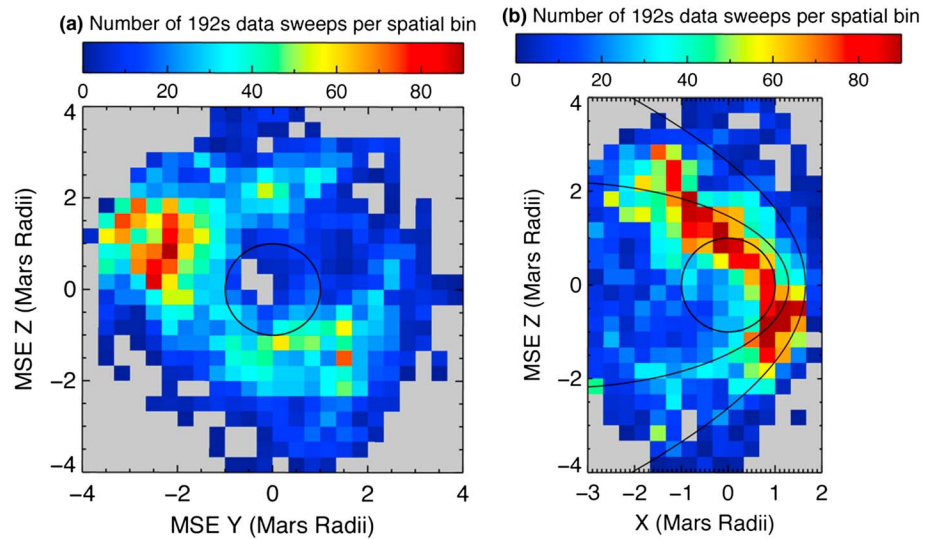 (a) Number of 192s data sweeps per spatial bin
0 20 40 60 80
4
2
0
−2
−4
MSE Z (Mars Radii)
−4 −2 0 2 4
MSE Y (Mars Radii)
(b) Number of 192s data sweeps per spatial bin
0 20 40 60 80
4
2
0
−2
−4
MSE Z (Mars Radii)
−3 −2 −1 0 1 2
X (Mars Radii)